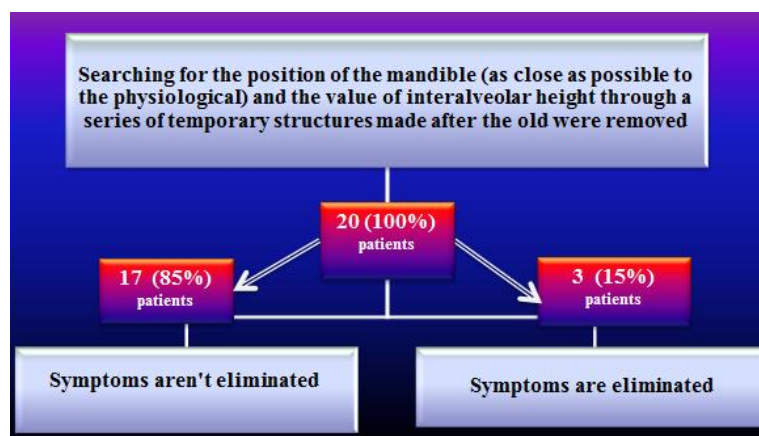 Searching for the position of the mandible (as close as possible to
the physiological) and the value of interalveolar height through a
series of temporary structures made after the old were removed
20 (100%)
patients
17 (85%)
patients
3 (15%)
patients
Symptoms aren't eliminated
Symptoms are eliminated